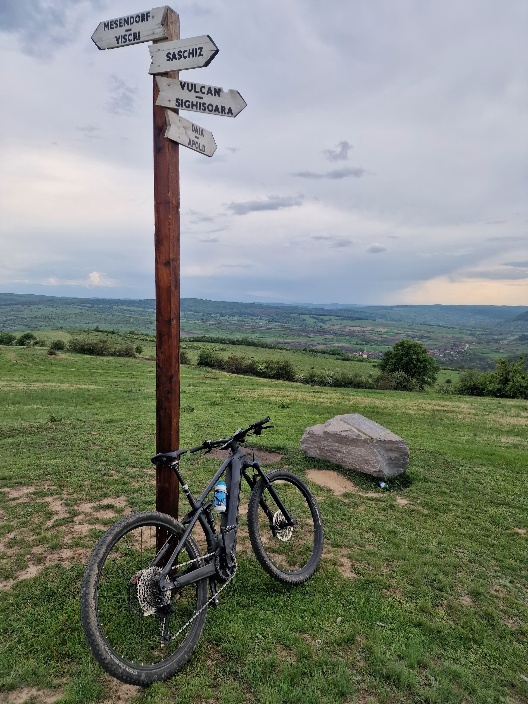 MESENDORF
VISCRI
SASCHIZ
VULCAN
SIGHISOARA
DAIA
APOLD